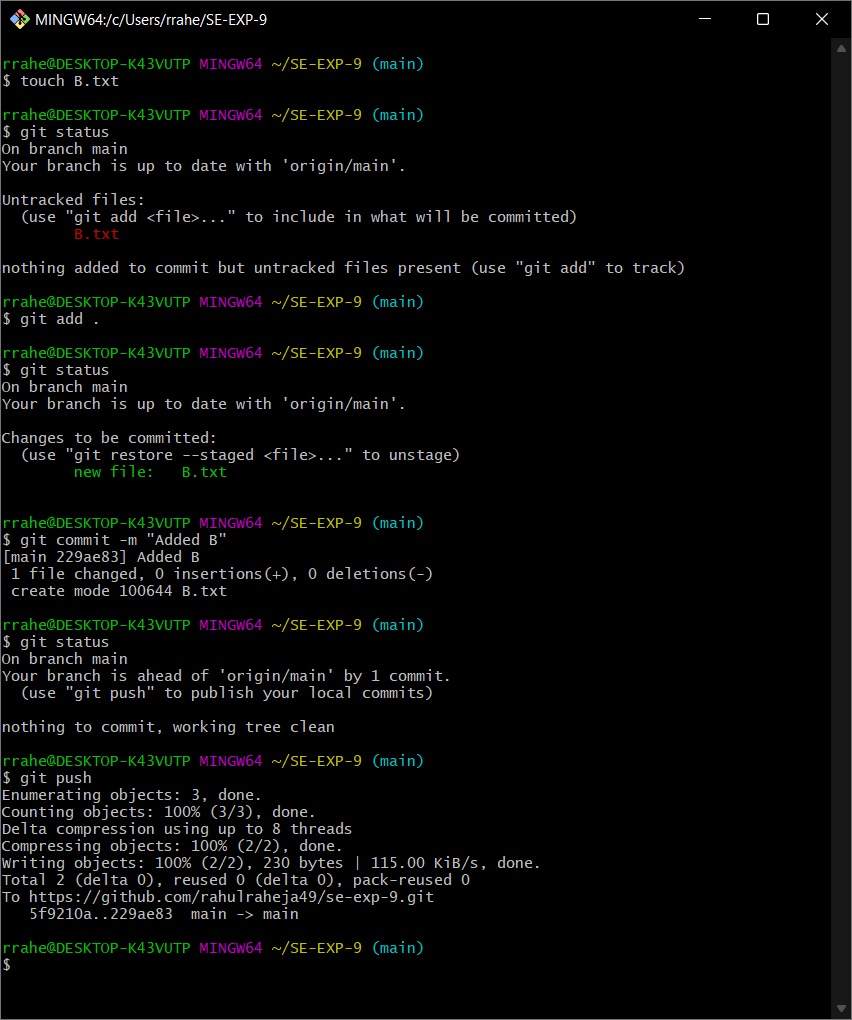 MINGW64:/c/Users/rrahe/SE-EXP-9
rrahe@DESKTOP-K43VUTP MINGW64 ~/SE-EXP-9 (main)
$ touch B.txt
rrahe@DESKTOP-K43VUTP MINGW64 ~/SE-EXP-9 (main)
$ git status
On branch main
Your branch is up to date with 'origin/main'.
Untracked files:
  (use "git add <file>..." to include in what will be committed)
        B.txt
nothing added to commit but untracked files present (use "git add" to track)
rrahe@DESKTOP-K43VUTP MINGW64 ~/SE-EXP-9 (main)
$ git add .
rrahe@DESKTOP-K43VUTP MINGW64 ~/SE-EXP-9 (main)
$ git status
On branch main
Your branch is up to date with 'origin/main'.
Changes to be committed:
  (use "git restore --staged <file>..." to unstage)
        new file:   B.txt
rrahe@DESKTOP-K43VUTP MINGW64 ~/SE-EXP-9 (main)
$ git commit -m "Added B"
[main 229ae83] Added B
 1 file changed, 0 insertions(+), 0 deletions(-)
 create mode 100644 B.txt
rrahe@DESKTOP-K43VUTP MINGW64 ~/SE-EXP-9 (main)
$ git status
On branch main
Your branch is ahead of 'origin/main' by 1 commit.
  (use "git push" to publish your local commits)
nothing to commit, working tree clean
rrahe@DESKTOP-K43VUTP MINGW64 ~/SE-EXP-9 (main)
$ git push
Enumerating objects: 3, done.
Counting objects: 100% (3/3), done.
Delta compression using up to 8 threads
Compressing objects: 100% (2/2), done.
Writing objects: 100% (2/2), 230 bytes | 115.00 KiB/s, done.
Total 2 (delta 0), reused 0 (delta 0), pack-reused 0
To https://github.com/rahulraheja49/se-exp-9.git
   5f9210a..229ae83  main -> main
rrahe@DESKTOP-K43VUTP MINGW64 ~/SE-EXP-9 (main)
$